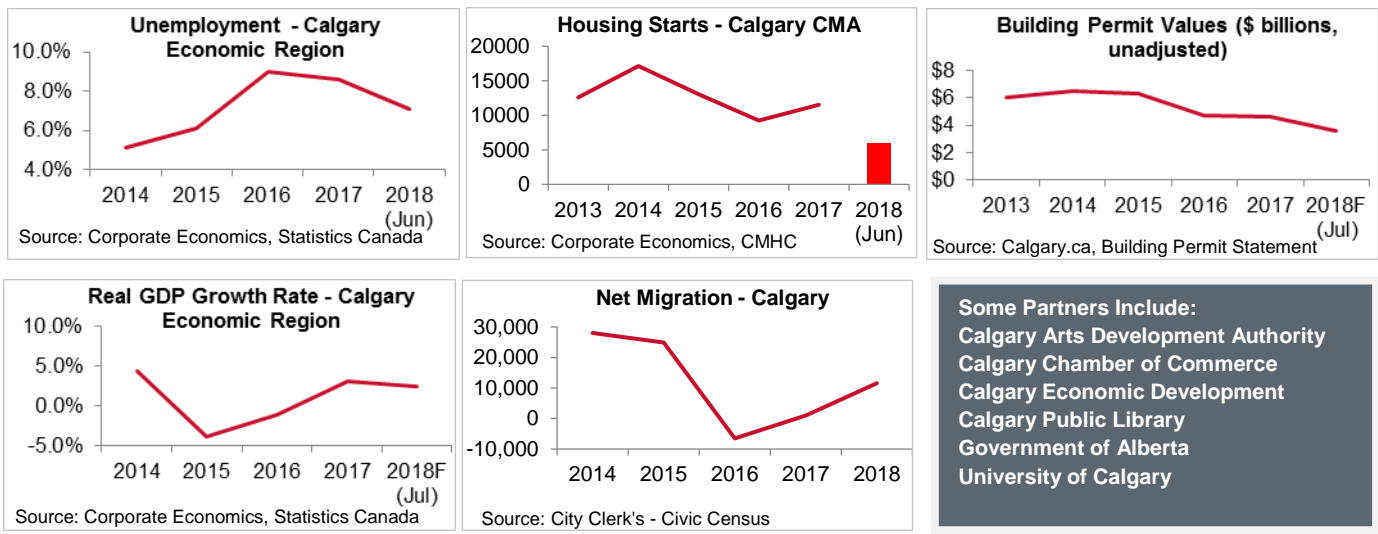 Unemployment - Calgary
Economic Region
10.0%
8.0%
6.0%
4.0%
2014 2015 2016 2017 2018
(Jun)
Source: Corporate Economics, Statistics Canada
Housing Starts - Calgary CMA
20000
15000
10000
5000
0
2013 2014 2015 2016 2017 2018
(Jun)
Source: Corporate Economics, CMHC
Building Permit Values ($ billions,
unadjusted)
$8
$6
$4
$2
$0
2013 2014 2015 2016 2017 2018F
(Jul)
Source: Calgary.ca, Building Permit Statement
Real GDP Growth Rate - Calgary
Economic Region
10.0%
5.0%
0.0%
-5.0%
2014 2015 2016 2017 2018F
(Jul)
Source: Corporate Economics, Statistics Canada
Net Migration - Calgary
30,000
20,000
10,000
0
-10,000
2014 2015 2016 2017 2018
Source: City Clerk's - Civic Census
Some Partners Include:
Calgary Arts Development Authority
Calgary Chamber of Commerce
Calgary Economic Development
Calgary Public Library
Government of Alberta
University of Calgary